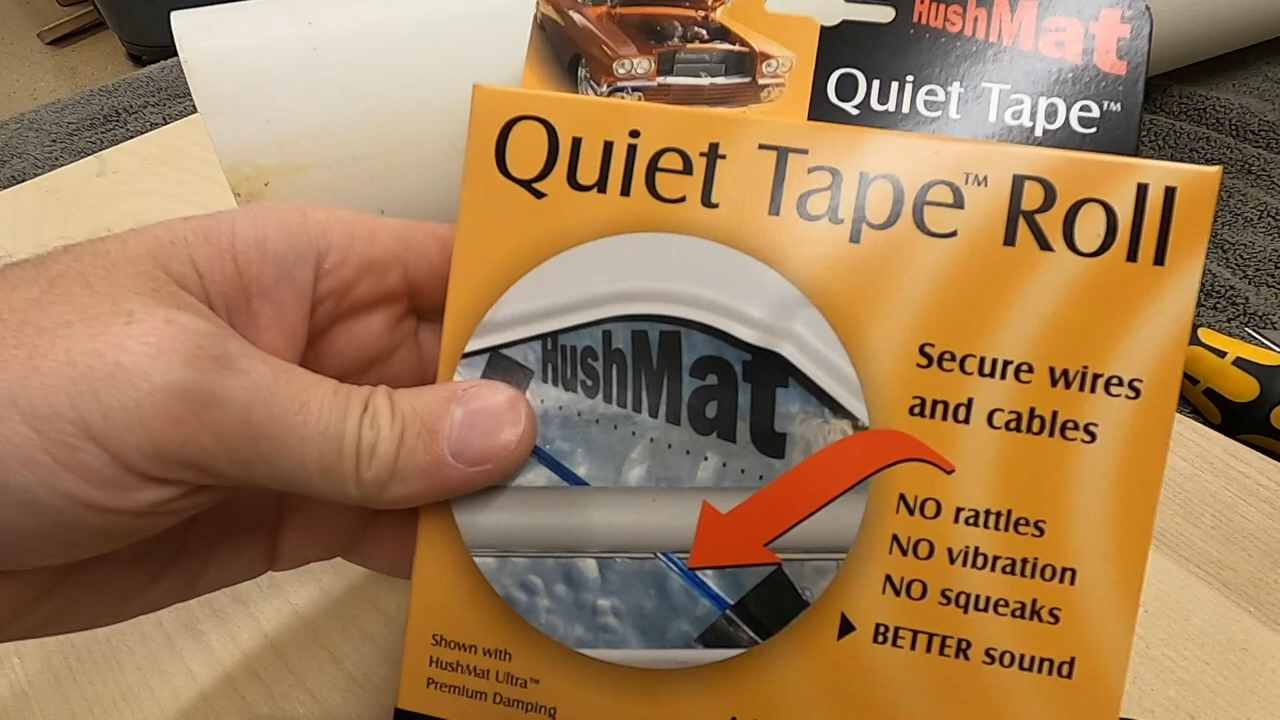 HushMat
Quiet Tape™
Quiet Tape™ Roll
HushMat
Secure wires
and cables
NO rattles
NO vibration
NO squeaks
BETTER sound
Shown with
HushMat Ultra™
Premium Damping